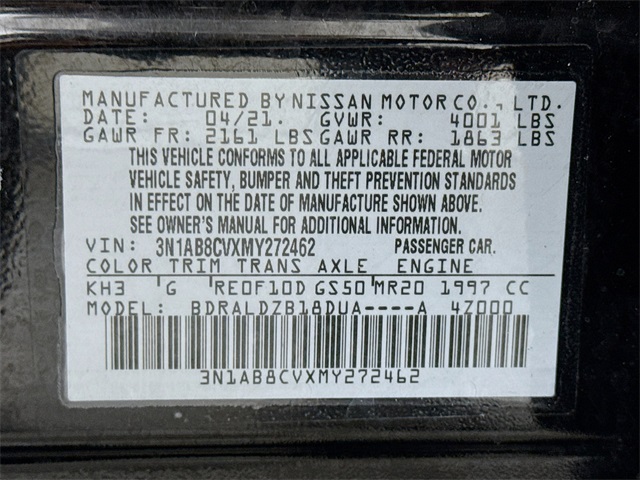 MANUFACTURED BY NISSAN MOTOR CO., LTD.
DATE: 04/21. GVWR: 4001 LBS
GAWR FR: 2161 LBS GAWR RR: 1863 LBS
THIS VEHICLE CONFORMS TO ALL APPLICABLE FEDERAL MOTOR
VEHICLE SAFETY, BUMPER AND THEFT PREVENTION STANDARDS
IN EFFECT ON THE DATE OF MANUFACTURE SHOWN ABOVE.
SEE OWNER'S MANUAL FOR ADDITIONAL INFORMATION.
VIN: 3N1AB8CVXMY272462 PASSENGER CAR.
COLOR TRIM TRANS AXLE ENGINE
KH3 G RE0F10D GS50 MR20 1997 CC
MODEL: BDRALDZB18DUA----A 4Z000
3N1AB8CVXMY272462